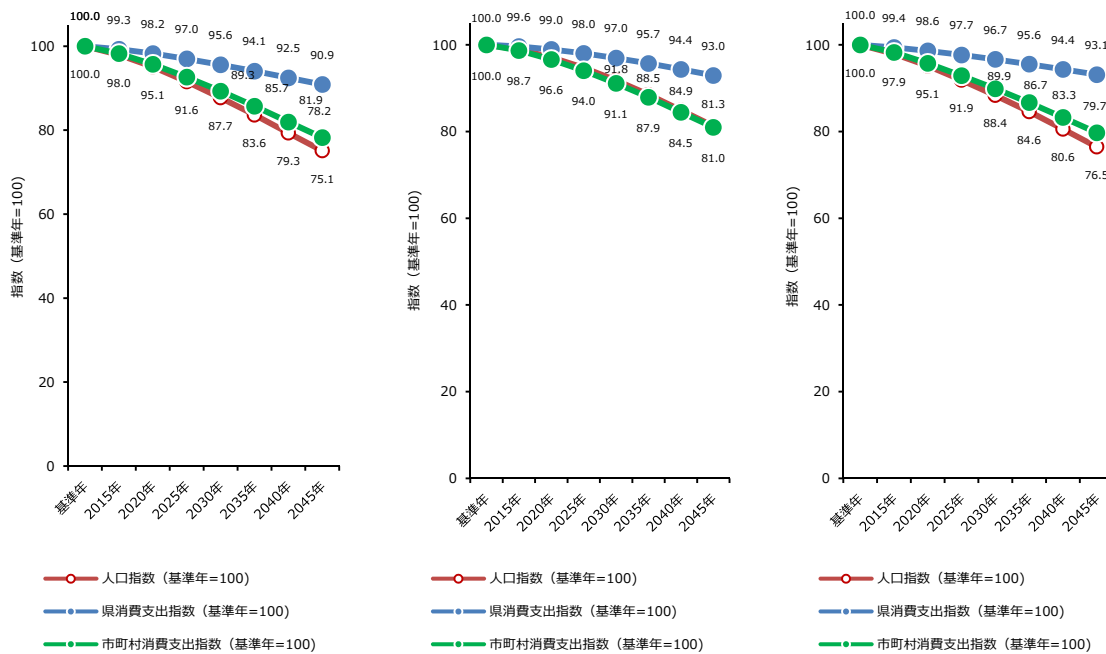 100.0 99.3 98.2 97.0 95.6 94.1 92.5 90.9
89.3 85.7 81.9 78.2
100.0 98.0 95.1 91.6 87.7 83.6 79.3 75.1
指数（基準年=100）
100
80
60
40
20
0
基準年 2015年 2020年 2025年 2030年 2035年 2040年 2045年
人口指数（基準年=100）
県消費支出指数（基準年=100）
市町村消費支出指数（基準年=100）
100.0 99.6 99.0 98.0 97.0 95.7 94.4 93.0
91.8 88.5 84.9 81.3
100.0 98.7 96.6 94.0 91.1 87.9 84.5 81.0
指数（基準年=100）
100
80
60
40
20
0
基準年 2015年 2020年 2025年 2030年 2035年 2040年 2045年
人口指数（基準年=100）
県消費支出指数（基準年=100）
市町村消費支出指数（基準年=100）
100.0 99.4 98.6 97.7 96.7 95.6 94.4 93.1
89.9 86.7 83.3 79.7
100.0 97.9 95.1 91.9 88.4 84.6 80.6 76.5
指数（基準年=100）
100
80
60
40
20
0
基準年 2015年 2020年 2025年 2030年 2035年 2040年 2045年
人口指数（基準年=100）
県消費支出指数（基準年=100）
市町村消費支出指数（基準年=100）